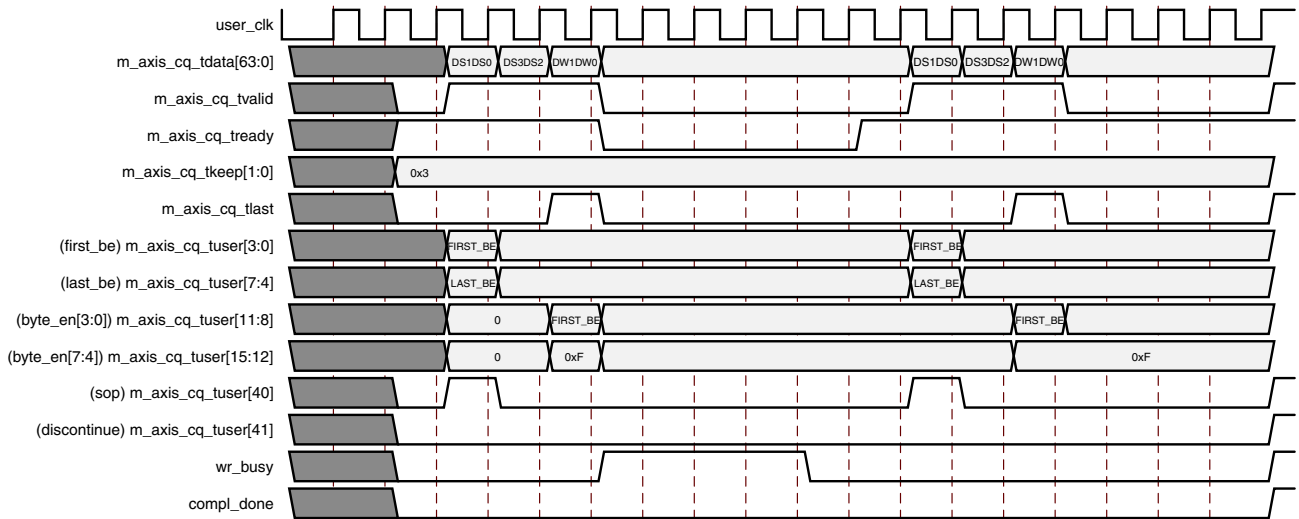 user_clk
m_axis_cq_tdata[63:0] DS1DS0 DS3DS2 DW1DW0 DS1DS0 DS3DS2 DW1DW0
m_axis_cq_tvalid
m_axis_cq_tready
m_axis_cq_tkeep[1:0] 0x3
m_axis_cq_tlast
(first_be) m_axis_cq_tuser[3:0] FIRST_BE FIRST_BE
(last_be) m_axis_cq_tuser[7:4] LAST_BE LAST_BE
(byte_en[3:0]) m_axis_cq_tuser[11:8] 0 FIRST_BE FIRST_BE
(byte_en[7:4]) m_axis_cq_tuser[15:12] 0 0xF 0xF
(sop) m_axis_cq_tuser[40]
(discontinue) m_axis_cq_tuser[41]
wr_busy
compl_done